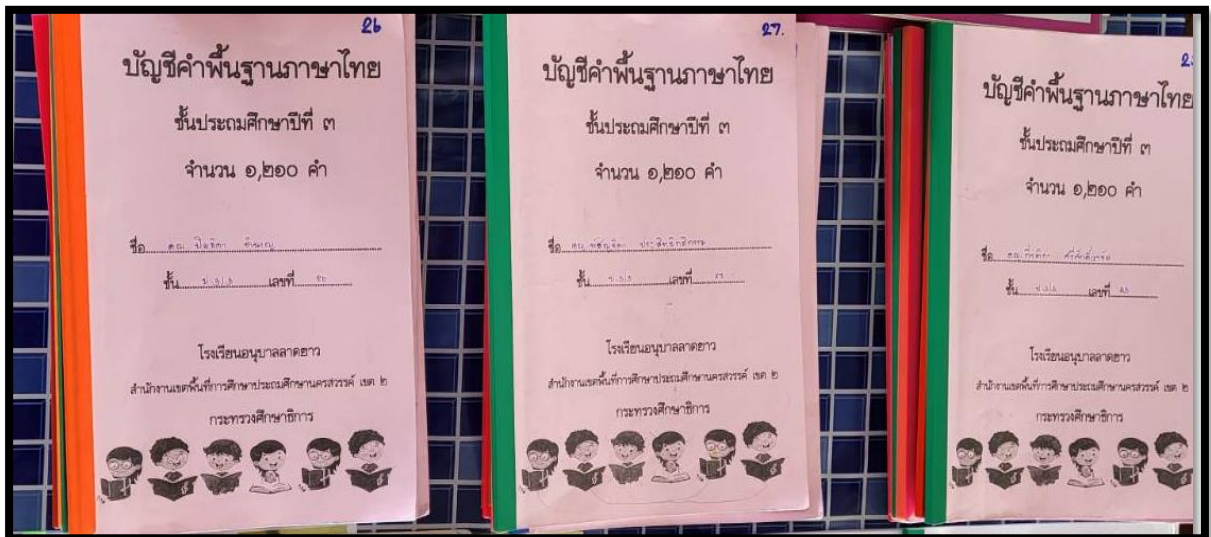 26
บัญชีคำพื้นฐานภาษาไทย
ชั้นประถมศึกษาปีที่ ๓
จำนวน ๑,๒๑๐ คำ
ชื่อ
ชั้น เลขที่
โรงเรียนอนุบาลลาดยาว
สำนักงานเขตพื้นที่การศึกษาประถมศึกษานครสวรรค์ เขต ๒
กระทรวงศึกษาธิการ
27.
บัญชีคำพื้นฐานภาษาไทย
ชั้นประถมศึกษาปีที่ ๓
จำนวน ๑,๒๑๐ คำ
ชื่อ
ชั้น เลขที่
โรงเรียนอนุบาลลาดยาว
สำนักงานเขตพื้นที่การศึกษาประถมศึกษานครสวรรค์ เขต ๒
กระทรวงศึกษาธิการ
บัญชีคำพื้นฐานภาษาไทย
ชั้นประถมศึกษาปีที่ ๓
จำนวน ๑,๒๑๐ คำ
ชื่อ
ชั้น เลขที่
โรงเรียนอนุบาลลาดยาว
สำนักงานเขตพื้นที่การศึกษาประถมศึกษานครสวรรค์ เขต ๒
กระทรวงศึกษาธิการ